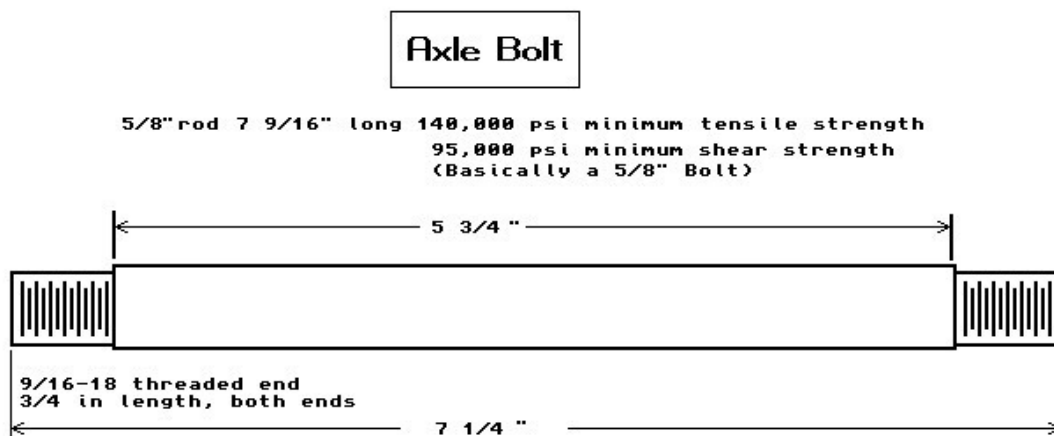 Axle Bolt
5/8"rod 7 9/16" long 140,000 psi minimum tensile strength
95,000 psi minimum shear strength
(Basically a 5/8" Bolt)
5 3/4 "
9/16-18 threaded end
3/4 in length, both ends
7 1/4 "